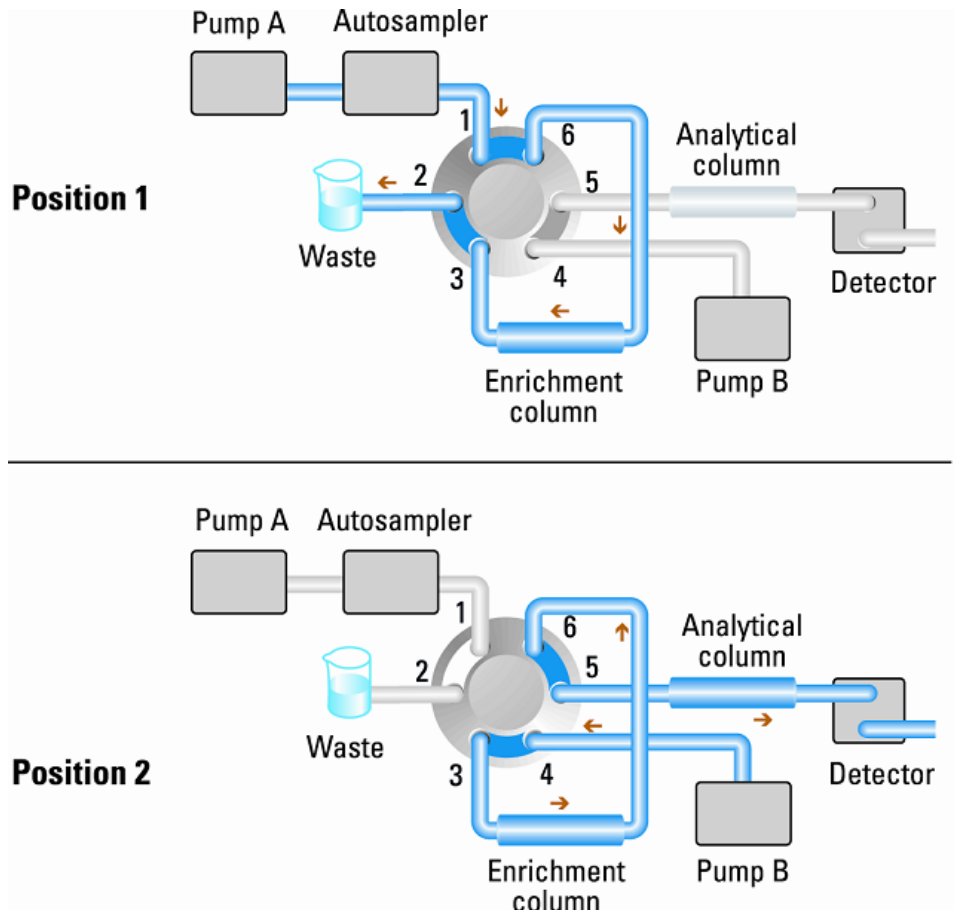 Pump A
Autosampler
1
6
Analytical
column
2
5
Position 1
Waste
3
4
Detector
Enrichment
column
Pump B
Pump A
Autosampler
1
6
Analytical
column
2
5
Waste
Position 2
3
4
Detector
Enrichment
column
Pump B